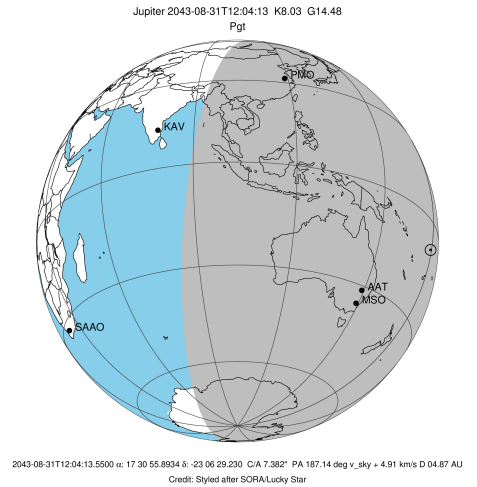 Jupiter 2043-08-31T12:04:13 K8.03 G14.48
Pgt
PMO
KAV
AAT
MSO
SAAO
2043-08-31T12:04:13.5500 α: 17 30 55.8934 δ: -23 06 29.230 C/A 7.382" PA 187.14 deg v_sky + 4.91 km/s D 04.87 AU
Credit: Styled after SORA/Lucky Star